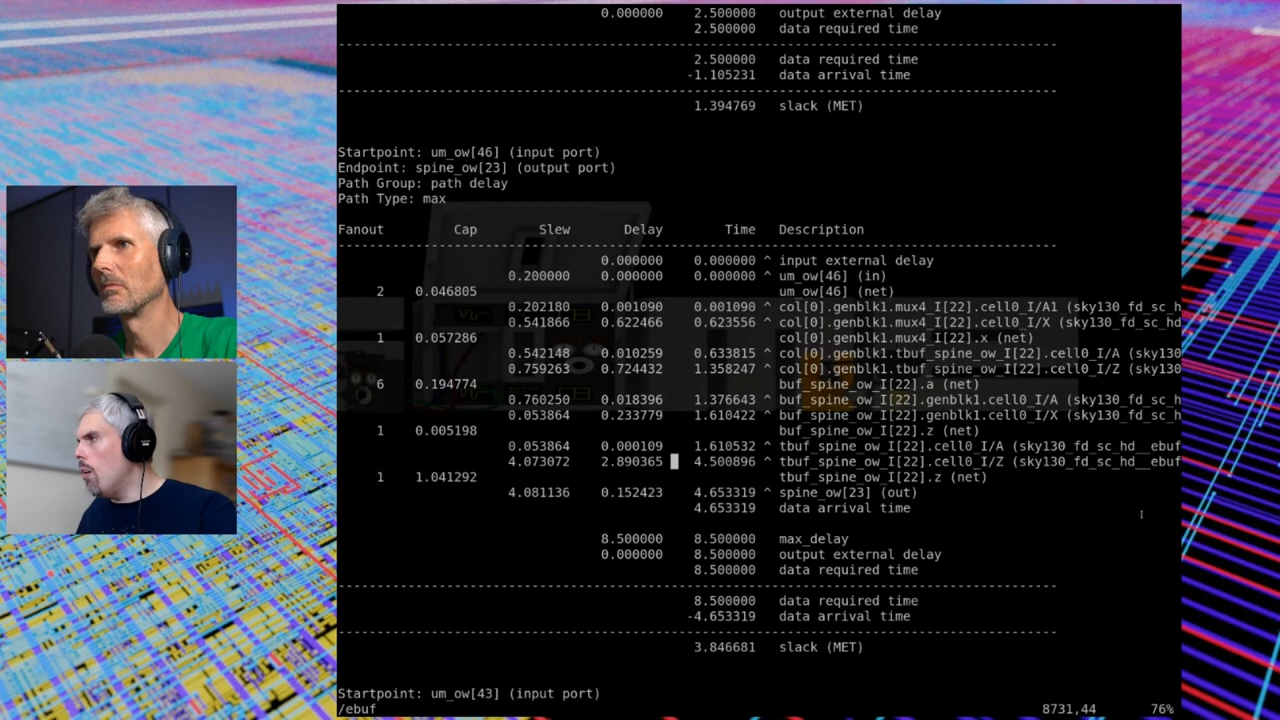 0.000000 2.500000 output external delay
2.500000 data required time
---------------------------------------------------------------------------------------------
2.500000 data required time
-1.105231 data arrival time
---------------------------------------------------------------------------------------------
1.394769 slack (MET)
Startpoint: um_ow[46] (input port)
Endpoint: spine_ow[23] (output port)
Path Group: path delay
Path Type: max
Fanout Cap Slew Delay Time Description
---------------------------------------------------------------------------------------------
0.000000 0.000000 ^ input external delay
0.200000 0.000000 0.000000 ^ um_ow[46] (in)
2 0.046805 um_ow[46] (net)
0.202180 0.001090 0.001090 ^ col[0].genblk1.mux4_I[22].cell0_I/A1 (sky130_fd_sc_h
0.541866 0.622466 0.623556 ^ col[0].genblk1.mux4_I[22].cell0_I/X (sky130_fd_sc_hd
1 0.057286 col[0].genblk1.mux4_I[22].x (net)
0.542148 0.010259 0.633815 ^ col[0].genblk1.tbuf_spine_ow_I[22].cell0_I/A (sky130
0.759263 0.724432 1.358247 ^ col[0].genblk1.tbuf_spine_ow_I[22].cell0_I/Z (sky130
6 0.194774 buf_spine_ow_I[22].a (net)
0.760250 0.018396 1.376643 ^ buf_spine_ow_I[22].genblk1.cell0_I/A (sky130_fd_sc_h
0.053864 0.233779 1.610422 ^ buf_spine_ow_I[22].genblk1.cell0_I/X (sky130_fd_sc_h
1 0.005198 buf_spine_ow_I[22].z (net)
0.053864 0.000109 1.610532 ^ tbuf_spine_ow_I[22].cell0_I/A (sky130_fd_sc_hd__ebuf
4.073072 2.890365 4.500896 ^ tbuf_spine_ow_I[22].cell0_I/Z (sky130_fd_sc_hd__ebuf
1 1.041292 tbuf_spine_ow_I[22].z (net)
4.081136 0.152423 4.653319 ^ spine_ow[23] (out)
4.653319 data arrival time
8.500000 8.500000 max_delay
0.000000 8.500000 output external delay
8.500000 data required time
---------------------------------------------------------------------------------------------
8.500000 data required time
-4.653319 data arrival time
---------------------------------------------------------------------------------------------
3.846681 slack (MET)
Startpoint: um_ow[43] (input port)
/ebuf 8731,44 76%